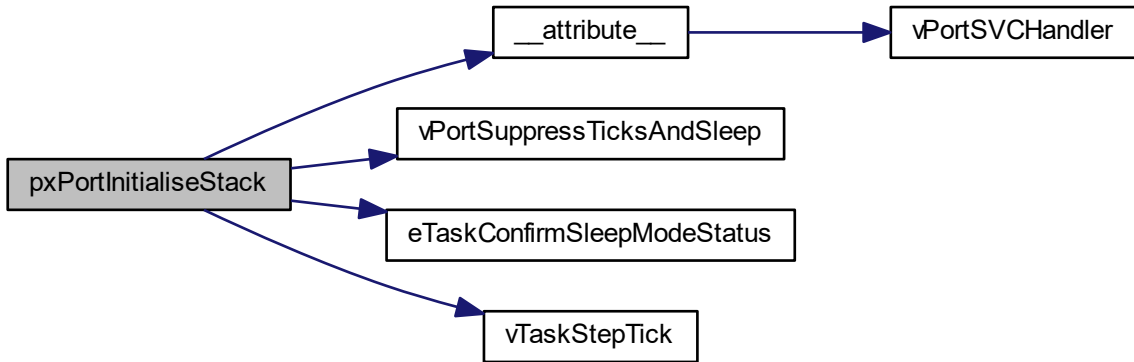 __attribute__
vPortSVCHandler
vPortSuppressTicksAndSleep
pxPortInitialiseStack
eTaskConfirmSleepModeStatus
vTaskStepTick